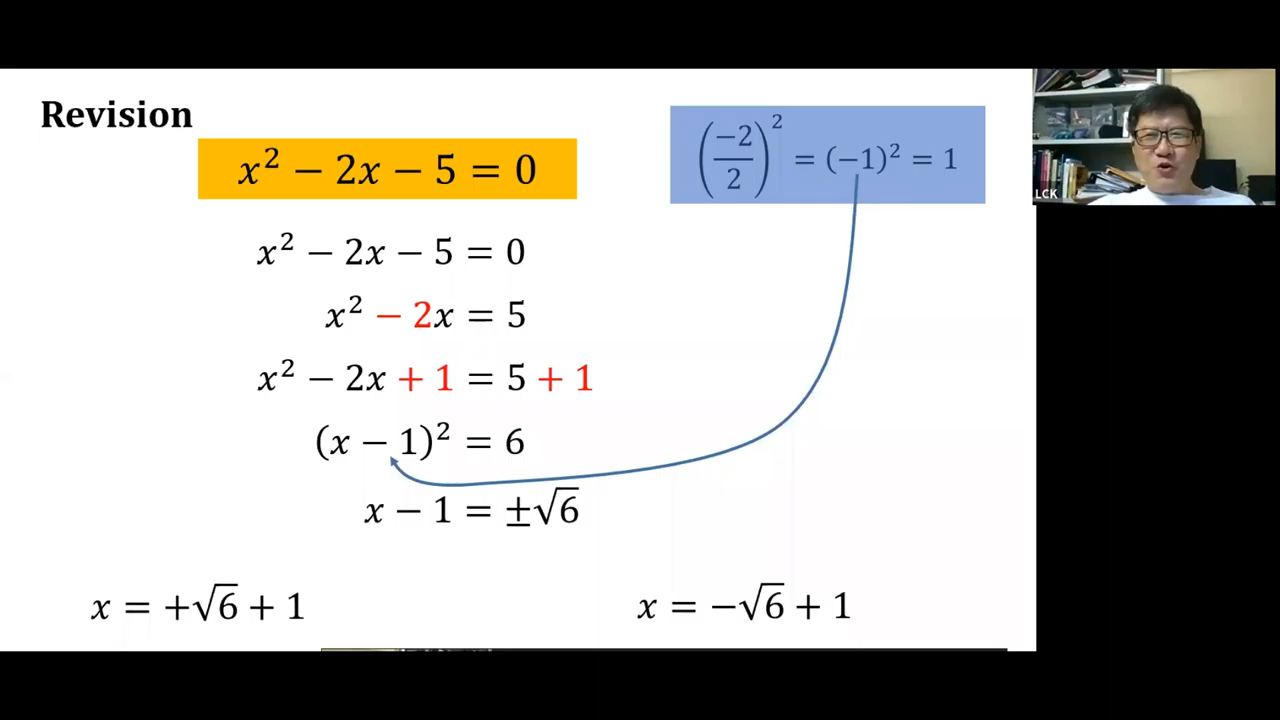 Revision
x² − 2x − 5 = 0
(−2/2)² = (−1)² = 1
LCK
x² − 2x − 5 = 0
x² − 2x = 5
x² − 2x + 1 = 5 + 1
(x − 1)² = 6
x − 1 = ±√6
x = +√6 + 1
x = −√6 + 1